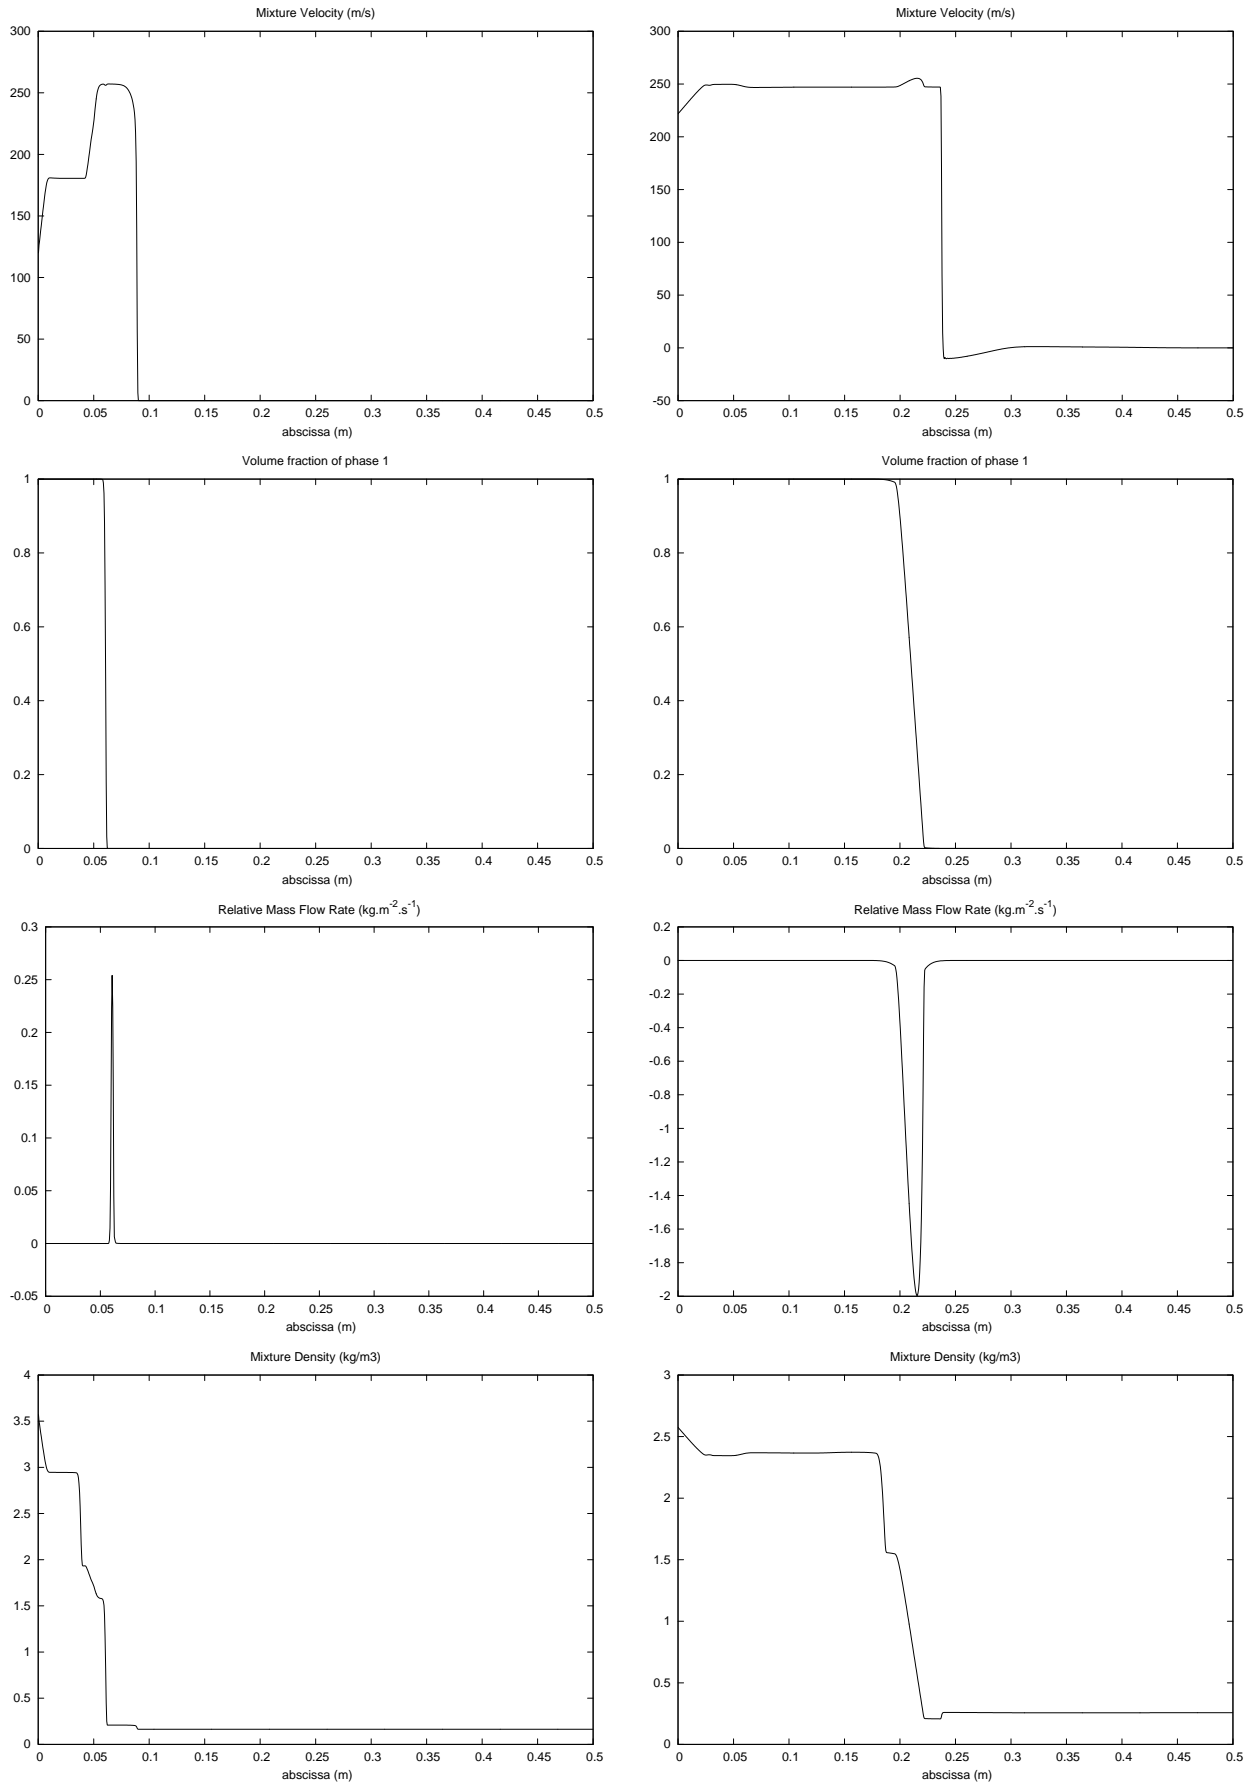 Mixture Velocity (m/s)
300
250
200
150
100
50
0
0 0.05 0.1 0.15 0.2 0.25 0.3 0.35 0.4 0.45 0.5
abscissa (m)
Mixture Velocity (m/s)
300
250
200
150
100
50
0
-50
0 0.05 0.1 0.15 0.2 0.25 0.3 0.35 0.4 0.45 0.5
abscissa (m)
Volume fraction of phase 1
1
0.8
0.6
0.4
0.2
0
0 0.05 0.1 0.15 0.2 0.25 0.3 0.35 0.4 0.45 0.5
abscissa (m)
Volume fraction of phase 1
1
0.8
0.6
0.4
0.2
0
0 0.05 0.1 0.15 0.2 0.25 0.3 0.35 0.4 0.45 0.5
abscissa (m)
Relative Mass Flow Rate (kg.m-2.s-1)
0.3
0.25
0.2
0.15
0.1
0.05
0
-0.05
0 0.05 0.1 0.15 0.2 0.25 0.3 0.35 0.4 0.45 0.5
abscissa (m)
Relative Mass Flow Rate (kg.m-2.s-1)
0.2
0
-0.2
-0.4
-0.6
-0.8
-1
-1.2
-1.4
-1.6
-1.8
-2
0 0.05 0.1 0.15 0.2 0.25 0.3 0.35 0.4 0.45 0.5
abscissa (m)
Mixture Density (kg/m3)
4
3.5
3
2.5
2
1.5
1
0.5
0
0 0.05 0.1 0.15 0.2 0.25 0.3 0.35 0.4 0.45 0.5
abscissa (m)
Mixture Density (kg/m3)
3
2.5
2
1.5
1
0.5
0
0 0.05 0.1 0.15 0.2 0.25 0.3 0.35 0.4 0.45 0.5
abscissa (m)